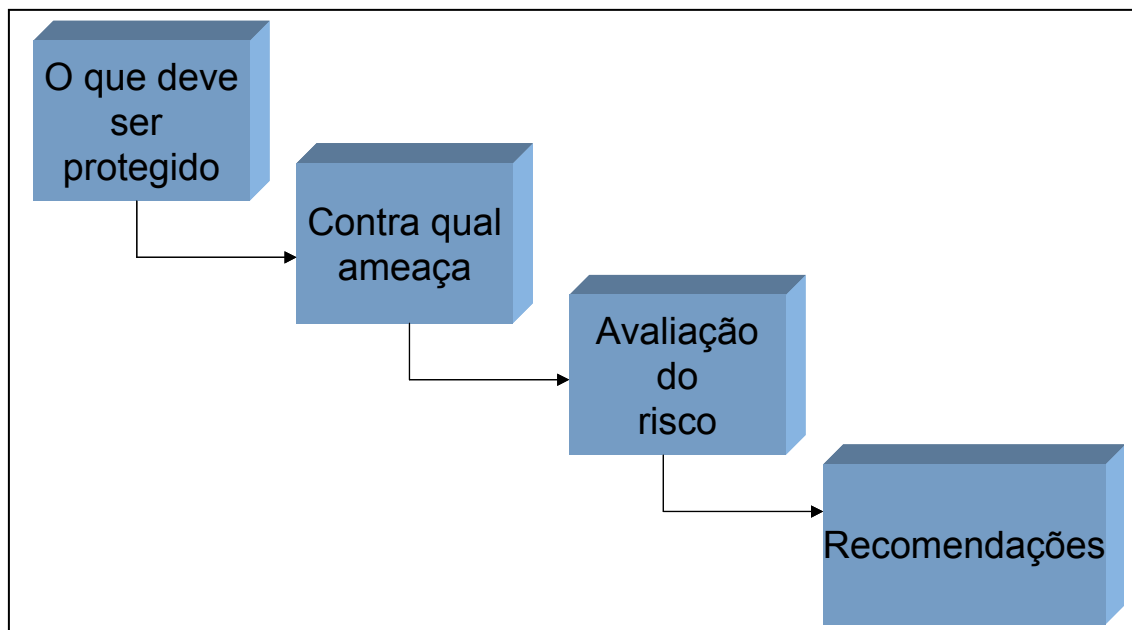 O que deve
ser
protegido
Contra qual
ameaça
Avaliação
do
risco
Recomendações